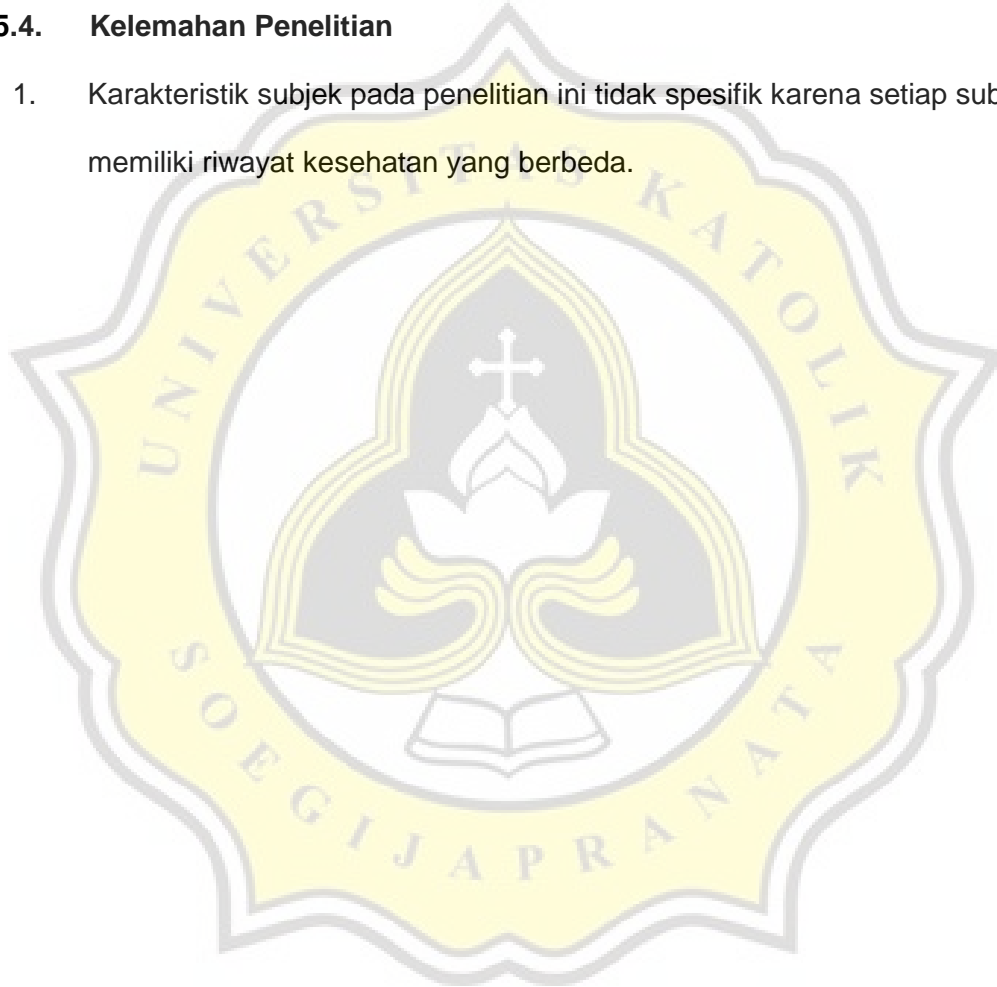 5.4. Kelemahan Penelitian
1. Karakteristik subjek pada penelitian ini tidak spesifik karena setiap
memiliki riwayat kesehatan yang berbeda.
UNIVERSITAS KATOLIK
SOEGIJAPRANATA